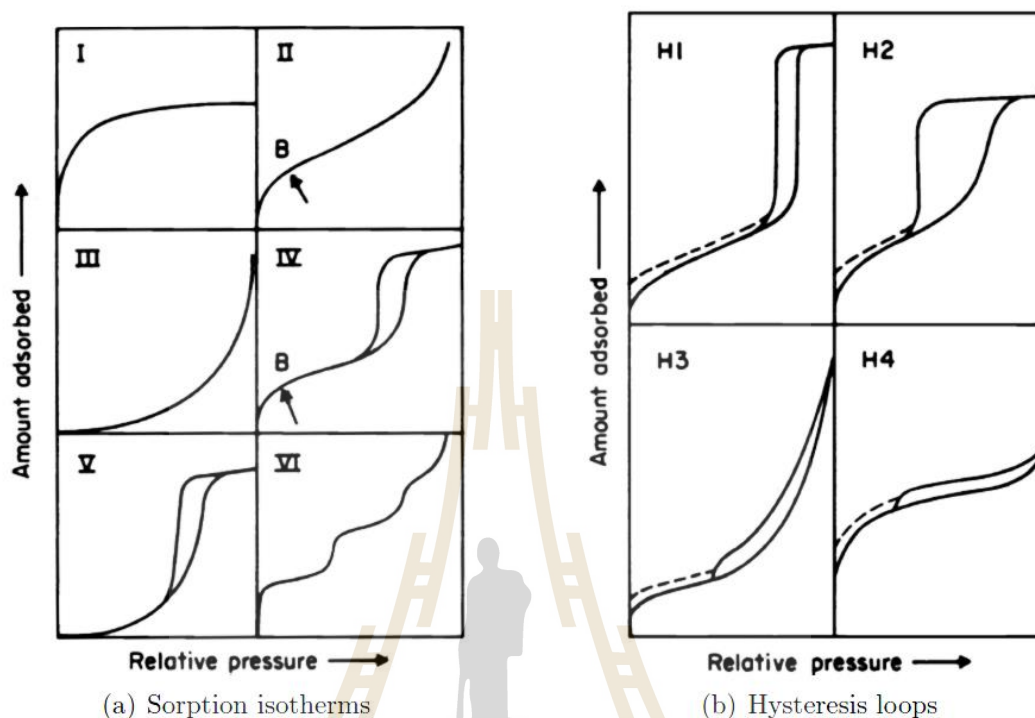 I
II
B
III
IV
B
V
VI
Amount adsorbed
Relative pressure
(a) Sorption isotherms
H1
H2
H3
H4
Amount adsorbed
Relative pressure
(b) Hysteresis loops